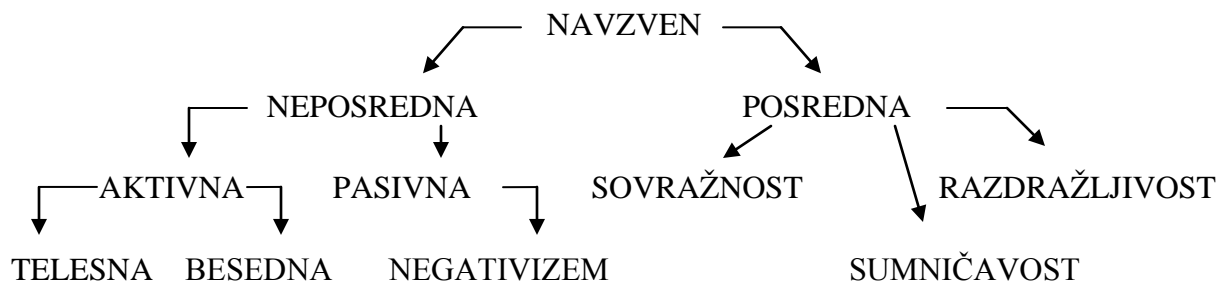 NAVZVEN
NEPOSREDNA POSREDNA
AKTIVNA PASIVNA SOVRAŽNOST RAZDRAŽLJIVOST
TELESNA BESEDNA NEGATIVIZEM SUMNIČAVOST